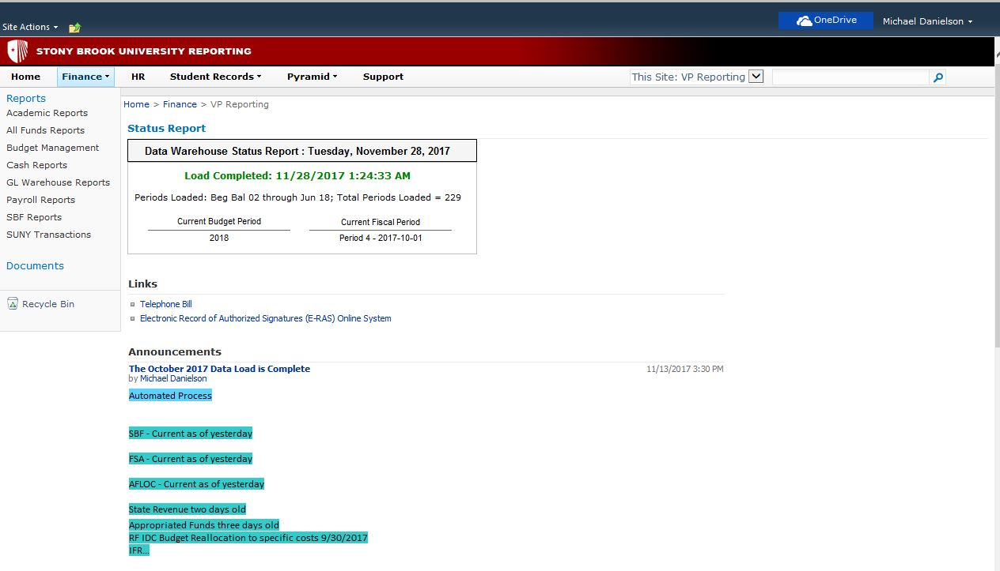 Site Actions
OneDrive
Michael Danielson
STONY BROOK UNIVERSITY REPORTING
Home Finance HR Student Records Pyramid Support
This Site: VP Reporting
Reports
Academic Reports
All Funds Reports
Budget Management
Cash Reports
GL Warehouse Reports
Payroll Reports
SBF Reports
SUNY Transactions
Documents
Recycle Bin
Home > Finance > VP Reporting
Status Report
Data Warehouse Status Report : Tuesday, November 28, 2017
Load Completed: 11/28/2017 1:24:33 AM
Periods Loaded: Beg Bal 02 through Jun 18; Total Periods Loaded = 229
Current Budget Period
2018
Current Fiscal Period
Period 4 - 2017-10-01
Links
Telephone Bill
Electronic Record of Authorized Signatures (E-RAS) Online System
Announcements
The October 2017 Data Load is Complete 11/13/2017 3:30 PM
by Michael Danielson
Automated Process
SBF - Current as of yesterday
FSA - Current as of yesterday
AFLOC - Current as of yesterday
State Revenue two days old
Appropriated Funds three days old
RF IDC Budget Reallocation to specific costs 9/30/2017
IFR...